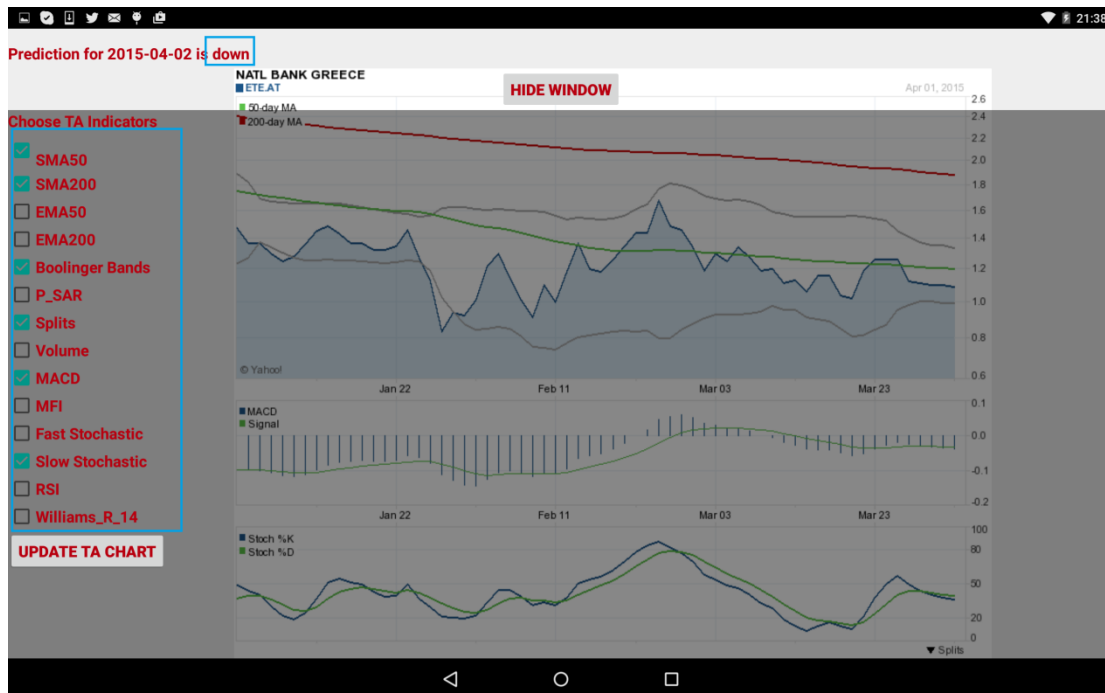 21:38
Prediction for 2015-04-02 is down
NATL BANK GREECE
ETE.AT
HIDE WINDOW
Apr 01, 2015
2.6
50-day MA
2.4
Choose TA Indicators
200-day MA
2.2
SMA50
2.0
SMA200
1.8
EMA50
1.6
EMA200
1.4
Boolinger Bands
1.2
P_SAR
1.0
Splits
0.8
Volume
© Yahoo!
0.6
MACD
Jan 22 Feb 11 Mar 03 Mar 23
MFI
MACD
0.1
Signal
Fast Stochastic
0.0
Slow Stochastic
-0.1
RSI
-0.2
Williams_R_14
Jan 22 Feb 11 Mar 03 Mar 23
100
Stoch %K
UPDATE TA CHART
Stoch %D
80
50
20
0
Splits